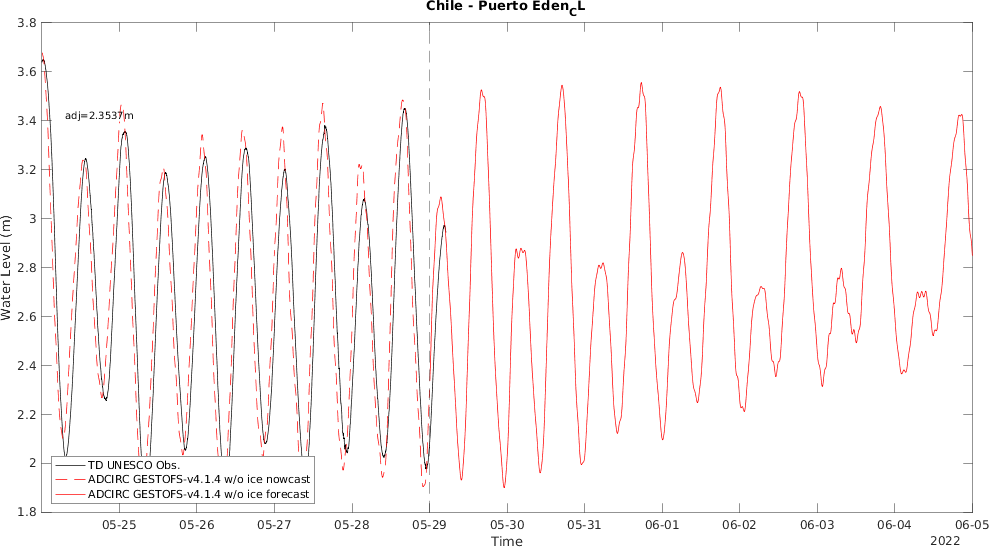 Chile - Puerto Eden_CL
3.8
3.6
3.4
3.2
3
2.8
2.6
2.4
2.2
2
1.8
Water Level (m)
adj=2.3537m
TD UNESCO Obs.
ADCIRC GESTOFS-v4.1.4 w/o ice nowcast
ADCIRC GESTOFS-v4.1.4 w/o ice forecast
05-25 05-26 05-27 05-28 05-29 05-30 05-31 06-01 06-02 06-03 06-04 06-05
Time
2022